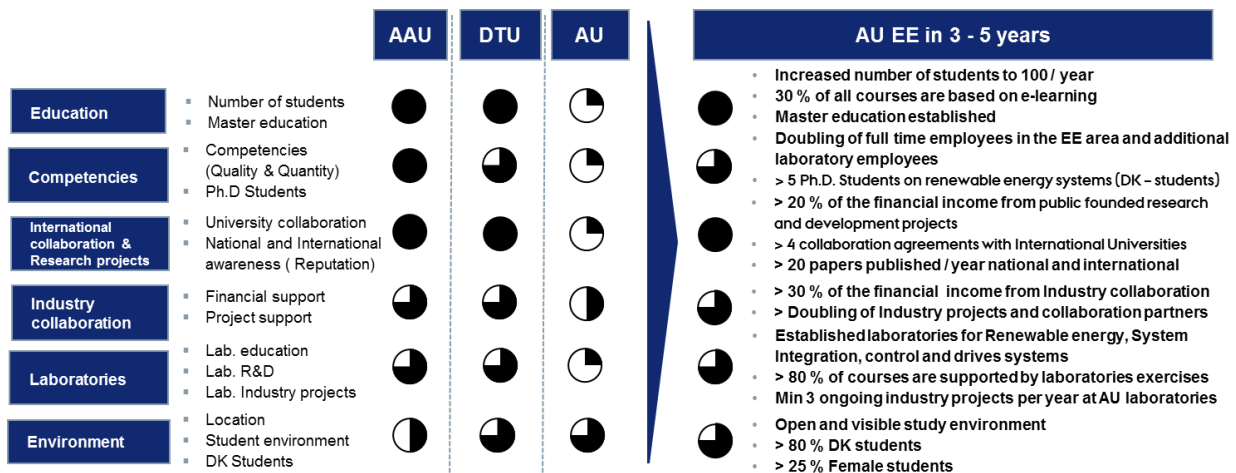 AAU
DTU
AU
AU EE in 3 - 5 years
Education
Number of students
Master education
Increased number of students to 100 / year
30 % of all courses are based on e-learning
Master education established
Competencies
Competencies
(Quality & Quantity)
Ph.D Students
Doubling of full time employees in the EE area and additional
laboratory employees
> 5 Ph.D. Students on renewable energy systems (DK – students)
International
collaboration &
Research projects
University collaboration
National and International
awareness ( Reputation)
> 20 % of the financial income from public founded research
and development projects
> 4 collaboration agreements with International Universities
> 20 papers published / year national and international
Industry
collaboration
Financial support
Project support
> 30 % of the financial income from Industry collaboration
> Doubling of Industry projects and collaboration partners
Laboratories
Lab. education
Lab. R&D
Lab. Industry projects
Established laboratories for Renewable energy, System
Integration, control and drives systems
> 80 % of courses are supported by laboratories exercises
Min 3 ongoing industry projects per year at AU laboratories
Environment
Location
Student environment
DK Students
Open and visible study environment
> 80 % DK students
> 25 % Female students